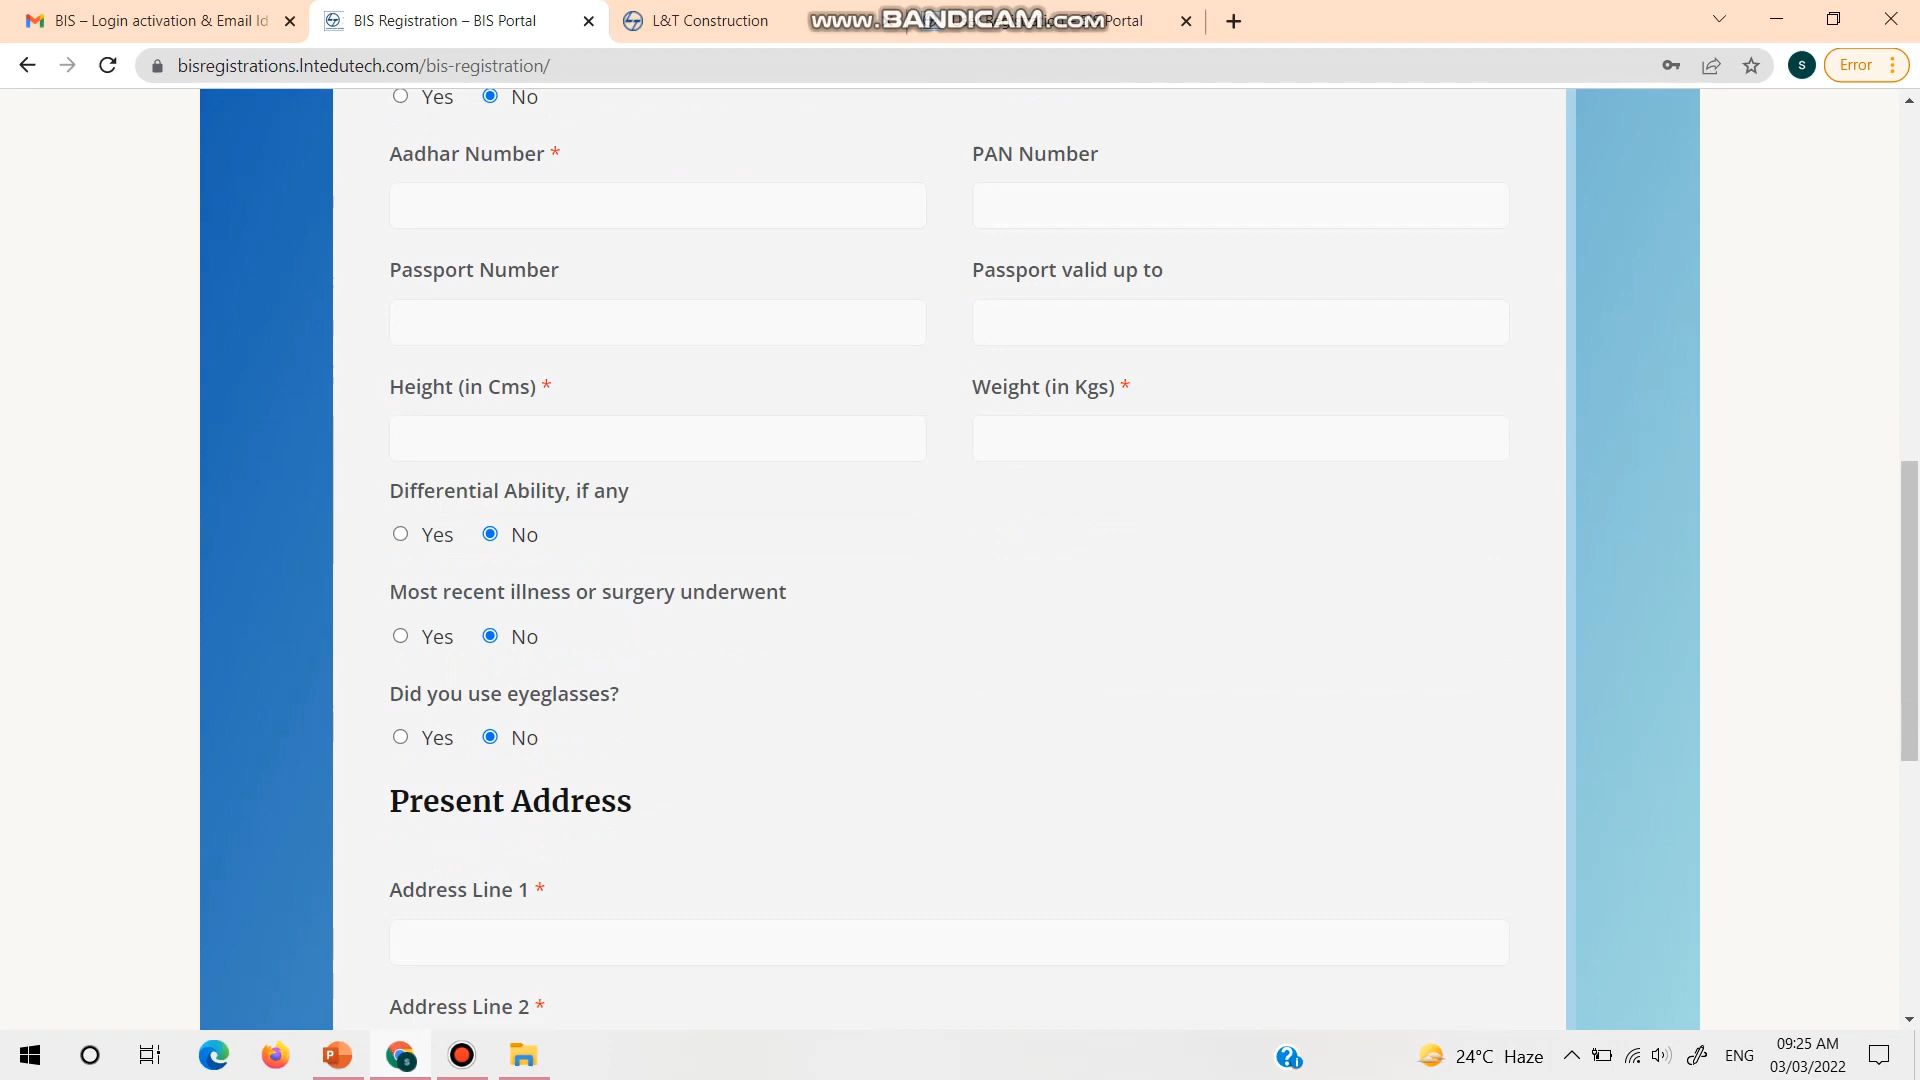 BIS – Login activation & Email Id
BIS Registration – BIS Portal
L&T Construction
www.BANDICAM.com
Portal
bisregistrations.lntedutech.com/bis-registration/
S
Error
Yes No
Aadhar Number *
PAN Number
Passport Number
Passport valid up to
Height (in Cms) *
Weight (in Kgs) *
Differential Ability, if any
Yes No
Most recent illness or surgery underwent
Yes No
Did you use eyeglasses?
Yes No
Present Address
Address Line 1 *
Address Line 2 *
24°C Haze
ENG
09:25 AM
03/03/2022